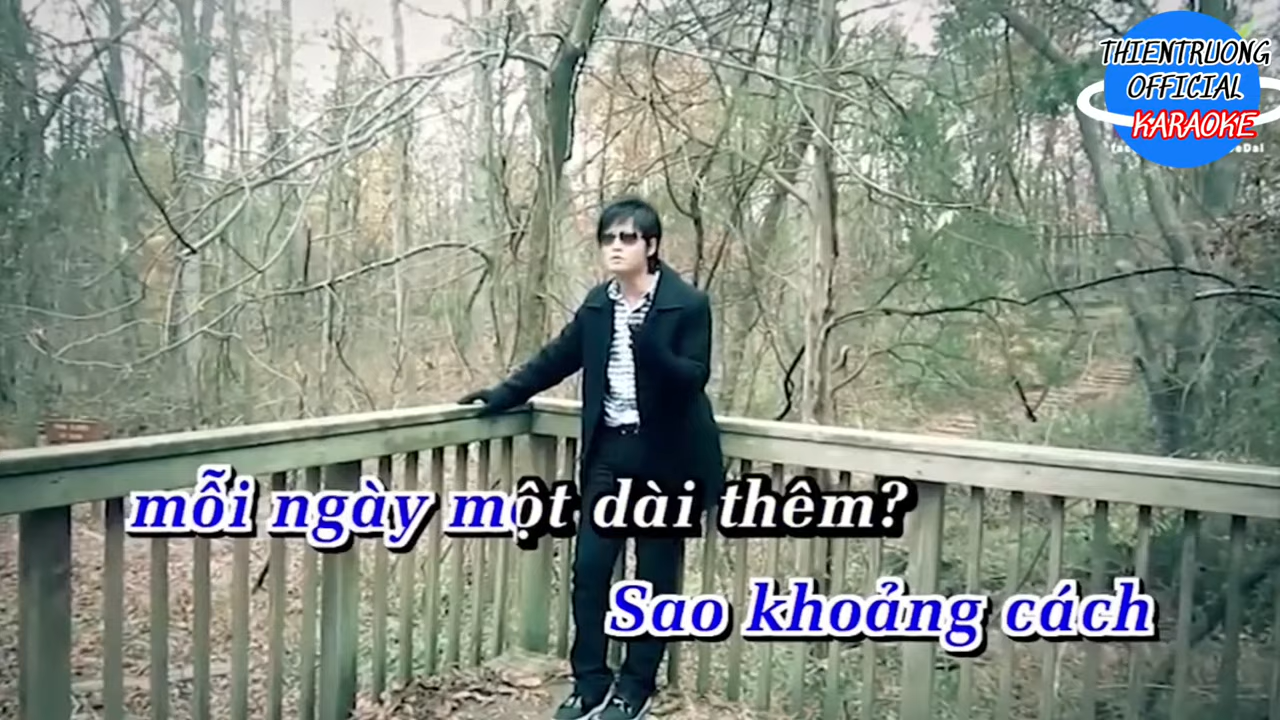 THIENTRUONG
OFFICIAL
KARAOKE
mỗi ngày một dài thêm?
Sao khoảng cách